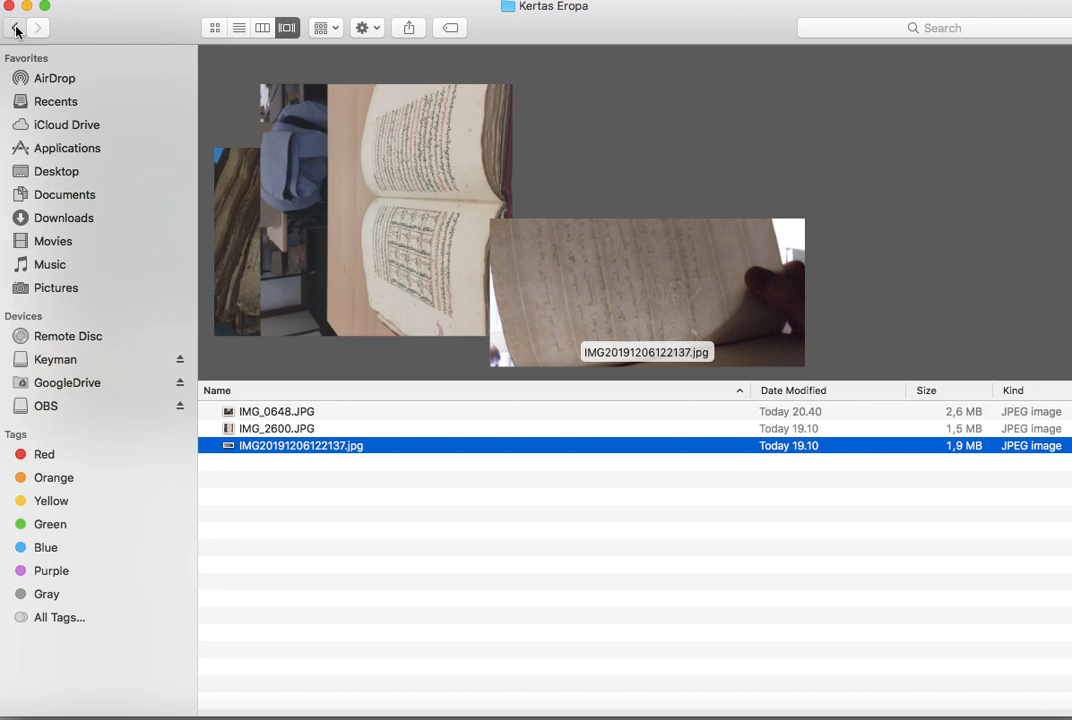 Kertas Eropa
Search
Favorites
AirDrop
Recents
iCloud Drive
Applications
Desktop
Documents
Downloads
Movies
Music
Pictures
Devices
Remote Disc
Keyman
GoogleDrive
OBS
Tags
Red
Orange
Yellow
Green
Blue
Purple
Gray
All Tags...
IMG20191206122137.jpg
Name Date Modified Size Kind
IMG_0648.JPG Today 20.40 2,6 MB JPEG image
IMG_2600.JPG Today 19.10 1,5 MB JPEG image
IMG20191206122137.jpg Today 19.10 1,9 MB JPEG image